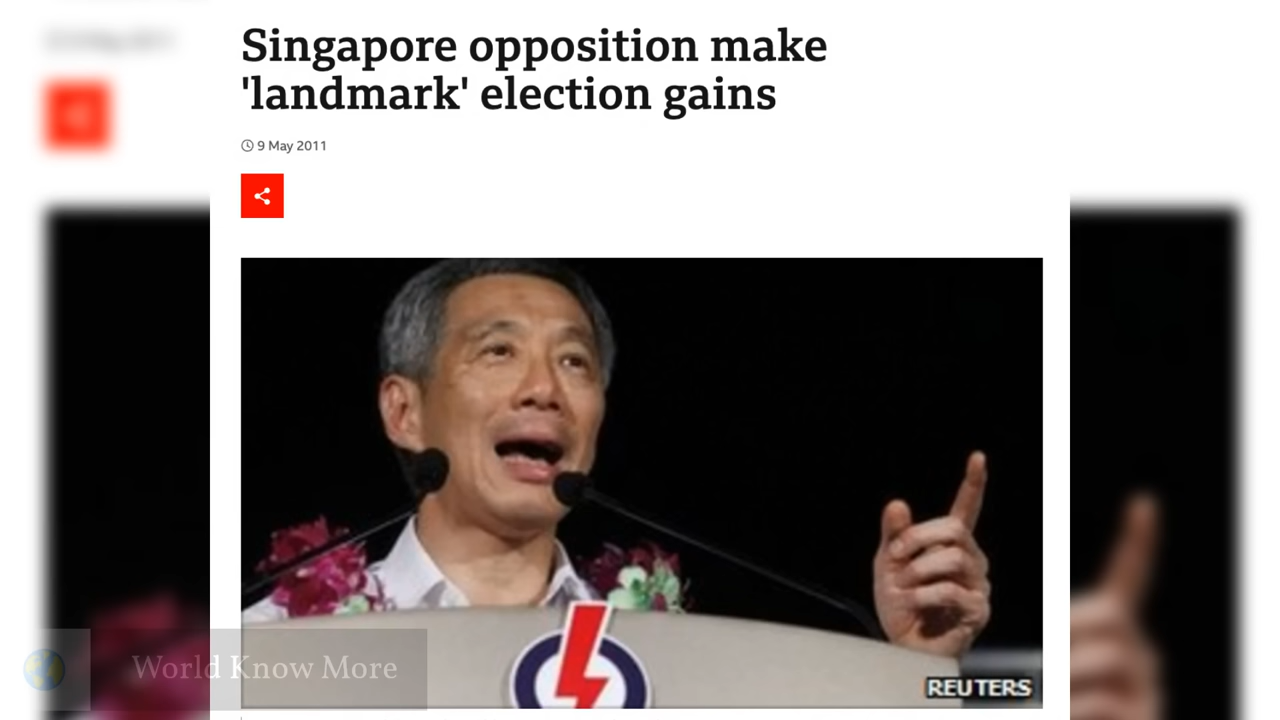 Singapore opposition make
'landmark' election gains
9 May 2011
REUTERS
World Know More